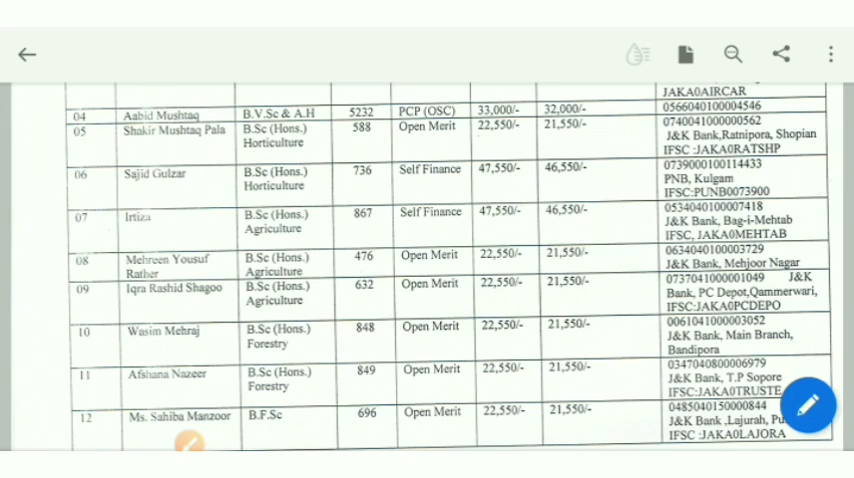 JAKA0AIRCAR
04 Aabid Mushtaq B.V.Sc & A.H 5232 PCP (OSC) 33,000/- 32,000/- 0566040100004546
05 Shakir Mushtaq Pala B.Sc (Hons.) 588 Open Merit 22,550/- 21,550/- 0740041000000562
Horticulture J&K Bank,Ratnipora, Shopian
IFSC :JAKA0RATSHP
06 Sajid Gulzar B.Sc (Hons.) 736 Self Finance 47,550/- 46,550/- 0739000100114433
Horticulture PNB, Kulgam
IFSC:PUNB0073900
07 Irtiza B.Sc (Hons.) 867 Self Finance 47,550/- 46,550/- 0534040100007418
Agriculture J&K Bank, Bag-i-Mehtab
IFSC, JAKA0MEHTAB
08 Mehreen Yousuf B.Sc (Hons.) 476 Open Merit 22,550/- 21,550/- 0634040100003729
Rather Agriculture J&K Bank, Mehjoor Nagar
09 Iqra Rashid Shagoo B.Sc (Hons.) 632 Open Merit 22,550/- 21,550/- 0737041000001049 J&K
Agriculture Bank, PC Depot,Qammerwari,
IFSC:JAKA0PCDEPO
10 Wasim Mehraj B.Sc (Hons.) 848 Open Merit 22,550/- 21,550/- 0061041000003052
Forestry J&K Bank, Main Branch,
Bandipora
11 Afshana Nazeer B.Sc (Hons.) 849 Open Merit 22,550/- 21,550/- 0347040800006979
Forestry J&K Bank, T.P Sopore
IFSC:JAKA0TRUSTE
12 Ms. Sahiba Manzoor B.F.Sc 696 Open Merit 22,550/- 21,550/- 0485040150000844
J&K Bank ,Lajurah, Pu
IFSC :JAKA0LAJORA